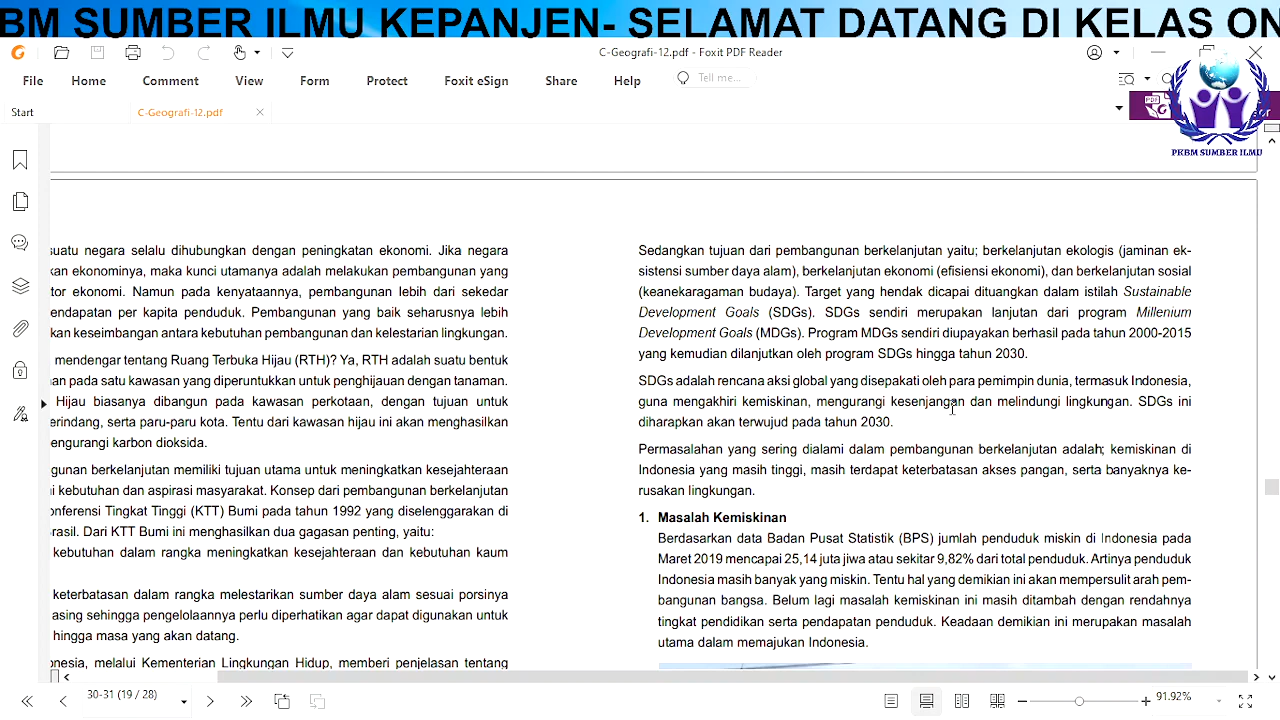 BM SUMBER ILMU KEPANJEN- SELAMAT DATANG DI KELAS ON
C-Geografi-12.pdf - Foxit PDF Reader
File Home Comment View Form Protect Foxit eSign Share Help Tell me...
Start C-Geografi-12.pdf
PKBM SUMBER ILMU
suatu negara selalu dihubungkan dengan peningkatan ekonomi. Jika negara
kan ekonominya, maka kunci utamanya adalah melakukan pembangunan yang
tor ekonomi. Namun pada kenyataannya, pembangunan lebih dari sekedar
endapatan per kapita penduduk. Pembangunan yang baik seharusnya lebih
kan keseimbangan antara kebutuhan pembangunan dan kelestarian lingkungan.
mendengar tentang Ruang Terbuka Hijau (RTH)? Ya, RTH adalah suatu bentuk
an pada satu kawasan yang diperuntukkan untuk penghijauan dengan tanaman.
Hijau biasanya dibangun pada kawasan perkotaan, dengan tujuan untuk
erindang, serta paru-paru kota. Tentu dari kawasan hijau ini akan menghasilkan
engurangi karbon dioksida.
gunan berkelanjutan memiliki tujuan utama untuk meningkatkan kesejahteraan
i kebutuhan dan aspirasi masyarakat. Konsep dari pembangunan berkelanjutan
onferensi Tingkat Tinggi (KTT) Bumi pada tahun 1992 yang diselenggarakan di
rasil. Dari KTT Bumi ini menghasilkan dua gagasan penting, yaitu:
kebutuhan dalam rangka meningkatkan kesejahteraan dan kebutuhan kaum
keterbatasan dalam rangka melestarikan sumber daya alam sesuai porsinya
asing sehingga pengelolaannya perlu diperhatikan agar dapat digunakan untuk
hingga masa yang akan datang.
onesia, melalui Kementerian Lingkungan Hidup, memberi penjelasan tentang
Sedangkan tujuan dari pembangunan berkelanjutan yaitu; berkelanjutan ekologis (jaminan ek-
sistensi sumber daya alam), berkelanjutan ekonomi (efisiensi ekonomi), dan berkelanjutan sosial
(keanekaragaman budaya). Target yang hendak dicapai dituangkan dalam istilah Sustainable
Development Goals (SDGs). SDGs sendiri merupakan lanjutan dari program Millenium
Development Goals (MDGs). Program MDGs sendiri diupayakan berhasil pada tahun 2000-2015
yang kemudian dilanjutkan oleh program SDGs hingga tahun 2030.
SDGs adalah rencana aksi global yang disepakati oleh para pemimpin dunia, termasuk Indonesia,
guna mengakhiri kemiskinan, mengurangi kesenjangan dan melindungi lingkungan. SDGs ini
diharapkan akan terwujud pada tahun 2030.
Permasalahan yang sering dialami dalam pembangunan berkelanjutan adalah; kemiskinan di
Indonesia yang masih tinggi, masih terdapat keterbatasan akses pangan, serta banyaknya ke-
rusakan lingkungan.
1. Masalah Kemiskinan
Berdasarkan data Badan Pusat Statistik (BPS) jumlah penduduk miskin di Indonesia pada
Maret 2019 mencapai 25,14 juta jiwa atau sekitar 9,82% dari total penduduk. Artinya penduduk
Indonesia masih banyak yang miskin. Tentu hal yang demikian ini akan mempersulit arah pem-
bangunan bangsa. Belum lagi masalah kemiskinan ini masih ditambah dengan rendahnya
tingkat pendidikan serta pendapatan penduduk. Keadaan demikian ini merupakan masalah
utama dalam memajukan Indonesia.
30-31 (19 / 28) 91.92%